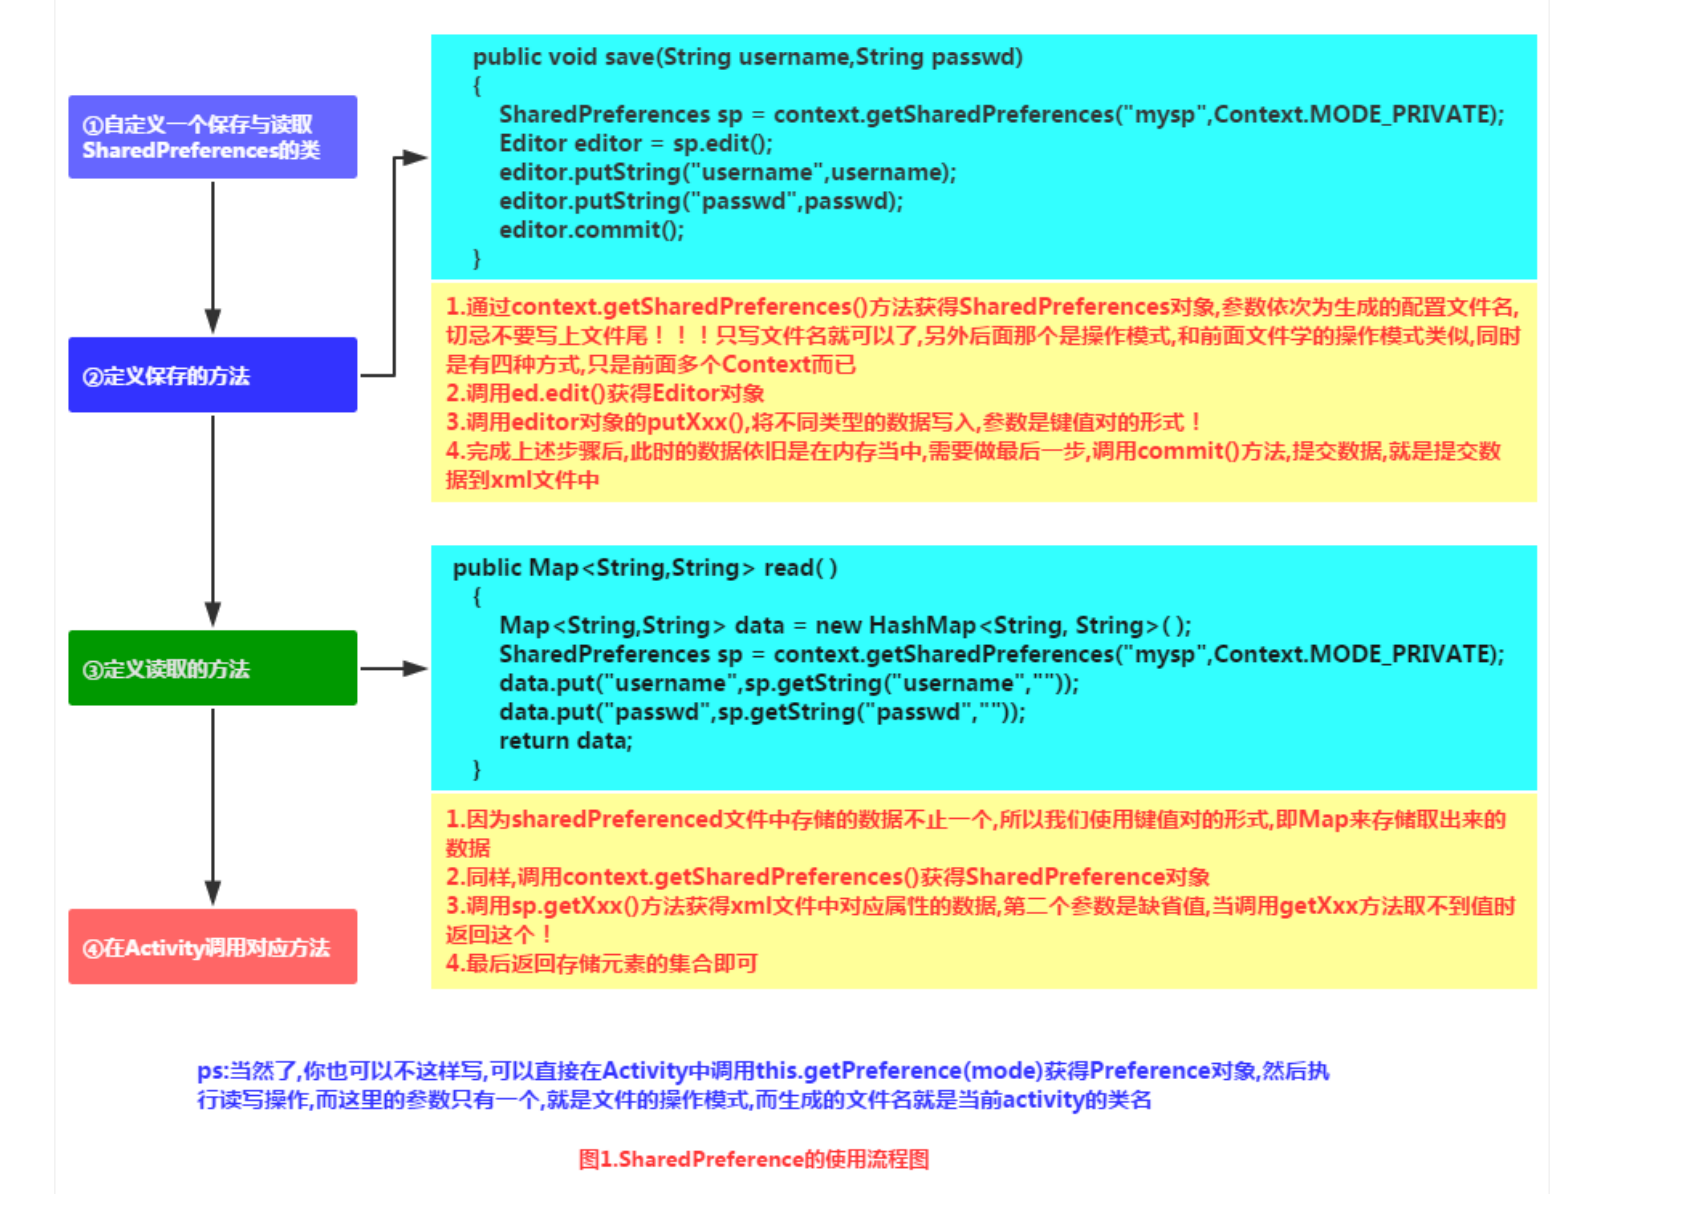 ①自定义一个保存与读取
SharedPreferences的类
public void save(String username,String passwd)
{
SharedPreferences sp = context.getSharedPreferences("mysp",Context.MODE_PRIVATE);
Editor editor = sp.edit();
editor.putString("username",username);
editor.putString("passwd",passwd);
editor.commit();
}
②定义保存的方法
1.通过context.getSharedPreferences()方法获得SharedPreferences对象,参数依次为生成的配置文件名,
切忌不要写上文件尾！！！只写文件名就可以了,另外后面那个是操作模式,和前面文件学的操作模式类似,同时
是有四种方式,只是前面多个Context而已
2.调用ed.edit()获得Editor对象
3.调用editor对象的putXxx(),将不同类型的数据写入,参数是键值对的形式！
4.完成上述步骤后,此时的数据依旧是在内存当中,需要做最后一步,调用commit()方法,提交数据,就是提交数
据到xml文件中
③定义读取的方法
public Map<String,String> read( )
{
Map<String,String> data = new HashMap<String, String>( );
SharedPreferences sp = context.getSharedPreferences("mysp",Context.MODE_PRIVATE);
data.put("username",sp.getString("username",""));
data.put("passwd",sp.getString("passwd",""));
return data;
}
1.因为sharedPreferenced文件中存储的数据不止一个,所以我们使用键值对的形式,即Map来存储取出来的
数据
2.同样,调用context.getSharedPreferences()获得SharedPreference对象
3.调用sp.getXxx()方法获得xml文件中对应属性的数据,第二个参数是缺省值,当调用getXxx方法取不到值时
返回这个！
4.最后返回存储元素的集合即可
④在Activity调用对应方法
ps:当然了,你也可以不这样写,可以直接在Activity中调用this.getPreference(mode)获得Preference对象,然后执
行读写操作,而这里的参数只有一个,就是文件的操作模式,而生成的文件名就是当前activity的类名
图1.SharedPreference的使用流程图